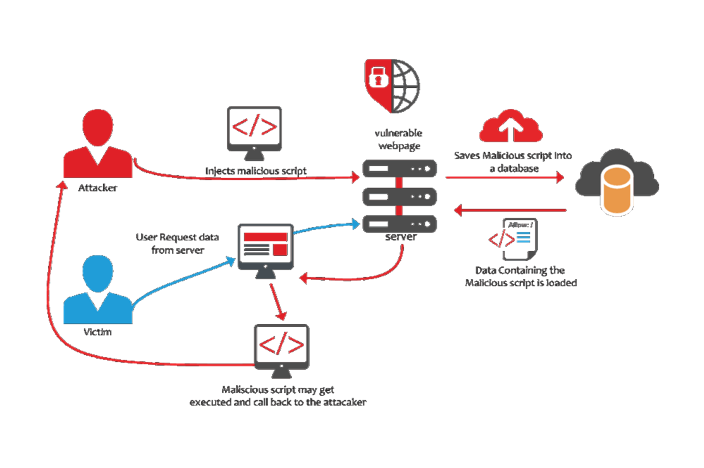 vulnerable
webpage
Attacker
Injects malicious script
Saves Malicious script into
a database
User Request data
from server
server
Data Containing the
Malicious script is loaded
Victim
Maliscious script may get
executed and call back to the attacaker